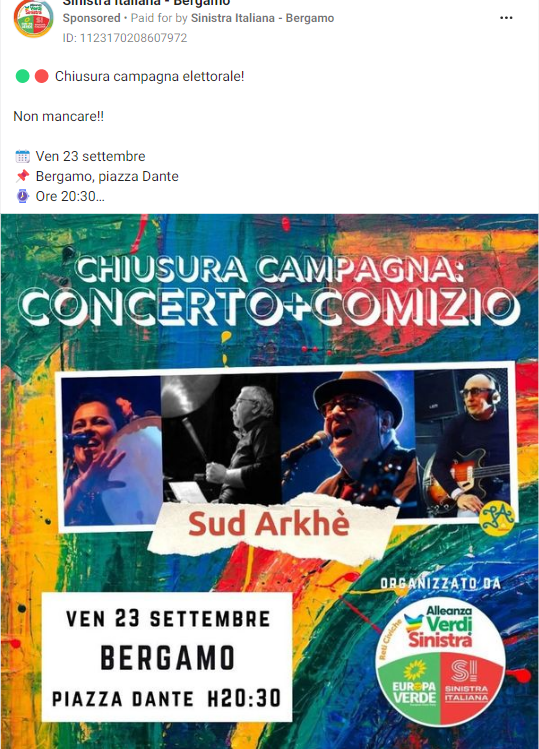 Sinistra Italiana - Bergamo
Sponsored • Paid for by Sinistra Italiana - Bergamo
ID: 1123170208607972
Chiusura campagna elettorale!
Non mancare!!
Ven 23 settembre
Bergamo, piazza Dante
Ore 20:30...
CHIUSURA CAMPAGNA:
CONCERTO+COMIZIO
Sud Arkhè
ORGANIZZATO DA
VEN 23 SETTEMBRE
BERGAMO
PIAZZA DANTE H20:30
Reti Civiche
Alleanza
Verdi
Sinistra
EUROPA
VERDE
S!
SINISTRA
ITALIANA